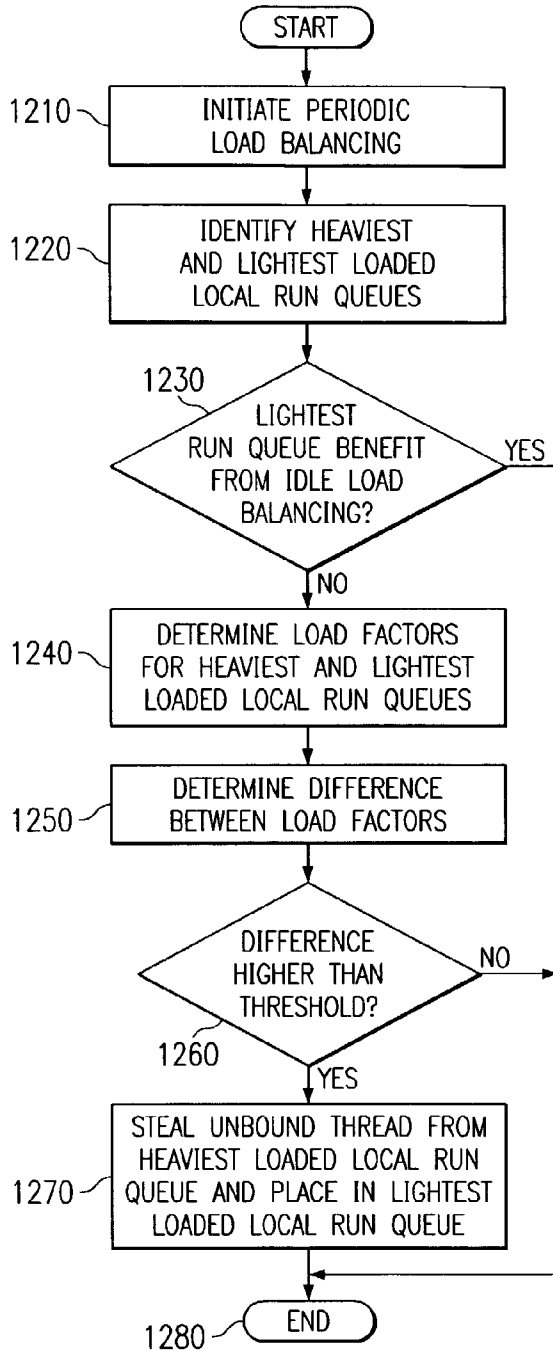 START
1210
INITIATE PERIODIC
LOAD BALANCING
1220
IDENTIFY HEAVIEST
AND LIGHTEST LOADED
LOCAL RUN QUEUES
1230
LIGHTEST
RUN QUEUE BENEFIT
FROM IDLE LOAD
BALANCING?
YES
NO
1240
DETERMINE LOAD FACTORS
FOR HEAVIEST AND LIGHTEST
LOADED LOCAL RUN QUEUES
1250
DETERMINE DIFFERENCE
BETWEEN LOAD FACTORS
DIFFERENCE
HIGHER THAN
THRESHOLD?
NO
1260
YES
1270
STEAL UNBOUND THREAD FROM
HEAVIEST LOADED LOCAL RUN
QUEUE AND PLACE IN LIGHTEST
LOADED LOCAL RUN QUEUE
END
1280